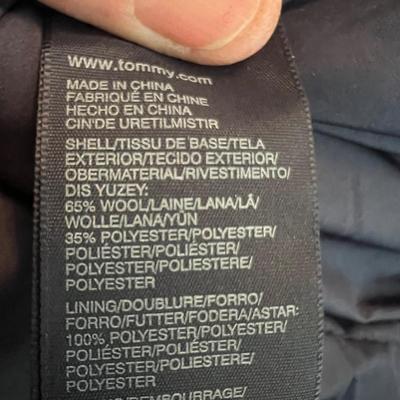 www.tommy.com
MADE IN CHINA
FABRIQUÉ EN CHINE
HECHO EN CHINA
CIN'DE URETILMISTIR
SHELL/TISSU DE BASE/TELA
EXTERIOR/TECIDO EXTERIOR/
OBERMATERIAL/RIVESTIMENTO/
DIS YUZEY:
65% WOOL/LAINE/LANA/LÃ/
WOLLE/LANA/YÜN
35% POLYESTER/POLYESTER/
POLIÉSTER/POLIÉSTER/
POLYESTER/POLIESTERE/
POLYESTER
LINING/DOUBLURE/FORRO/
FORRO/FUTTER/FODERA/ASTAR:
100% POLYESTER/POLYESTER/
POLIÉSTER/POLIÉSTER/
POLYESTER/POLIESTERE/
POLYESTER
/REMBOURRAGE/